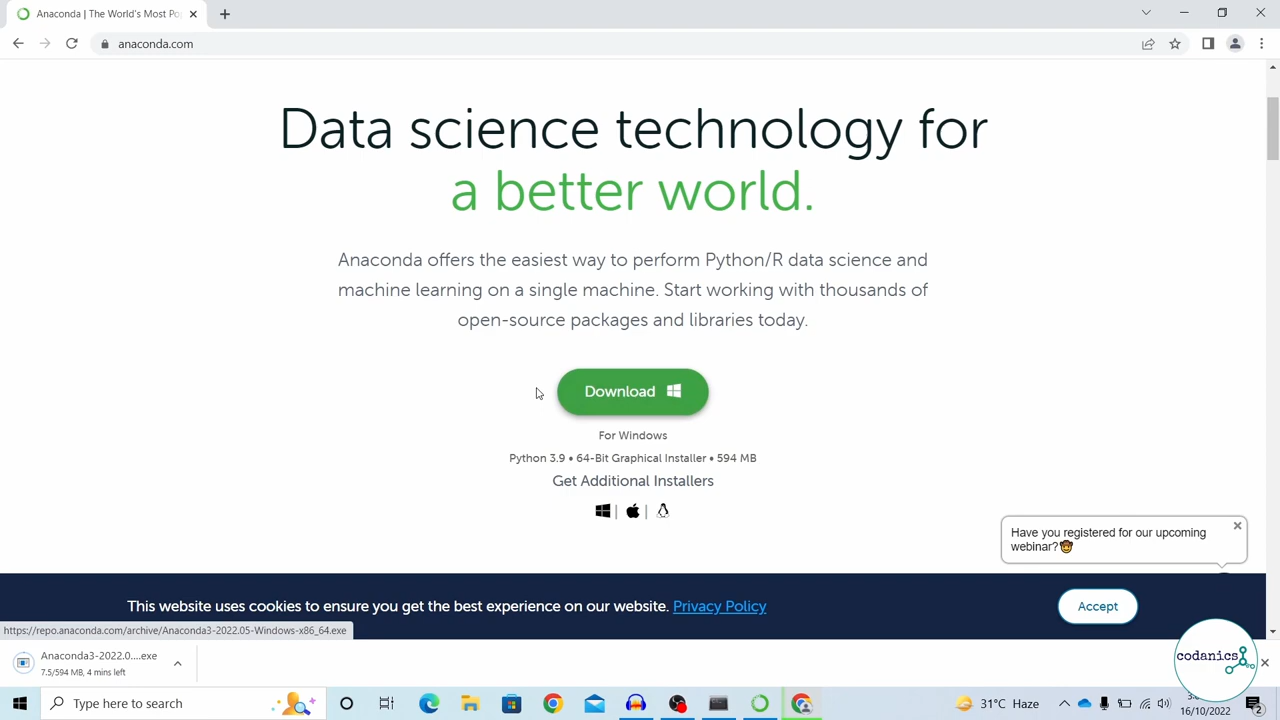 Anaconda | The World's Most Po
anaconda.com
Data science technology for
a better world.
Anaconda offers the easiest way to perform Python/R data science and
machine learning on a single machine. Start working with thousands of
open-source packages and libraries today.
Download
For Windows
Python 3.9 • 64-Bit Graphical Installer • 594 MB
Get Additional Installers
Have you registered for our upcoming
webinar?🤠
This website uses cookies to ensure you get the best experience on our website. Privacy Policy
Accept
https://repo.anaconda.com/archive/Anaconda3-2022.05-Windows-x86_64.exe
Anaconda3-2022.0....exe
7.5/594 MB, 4 mins left
codanics
Type here to search
31°C Haze
16/10/2022
2